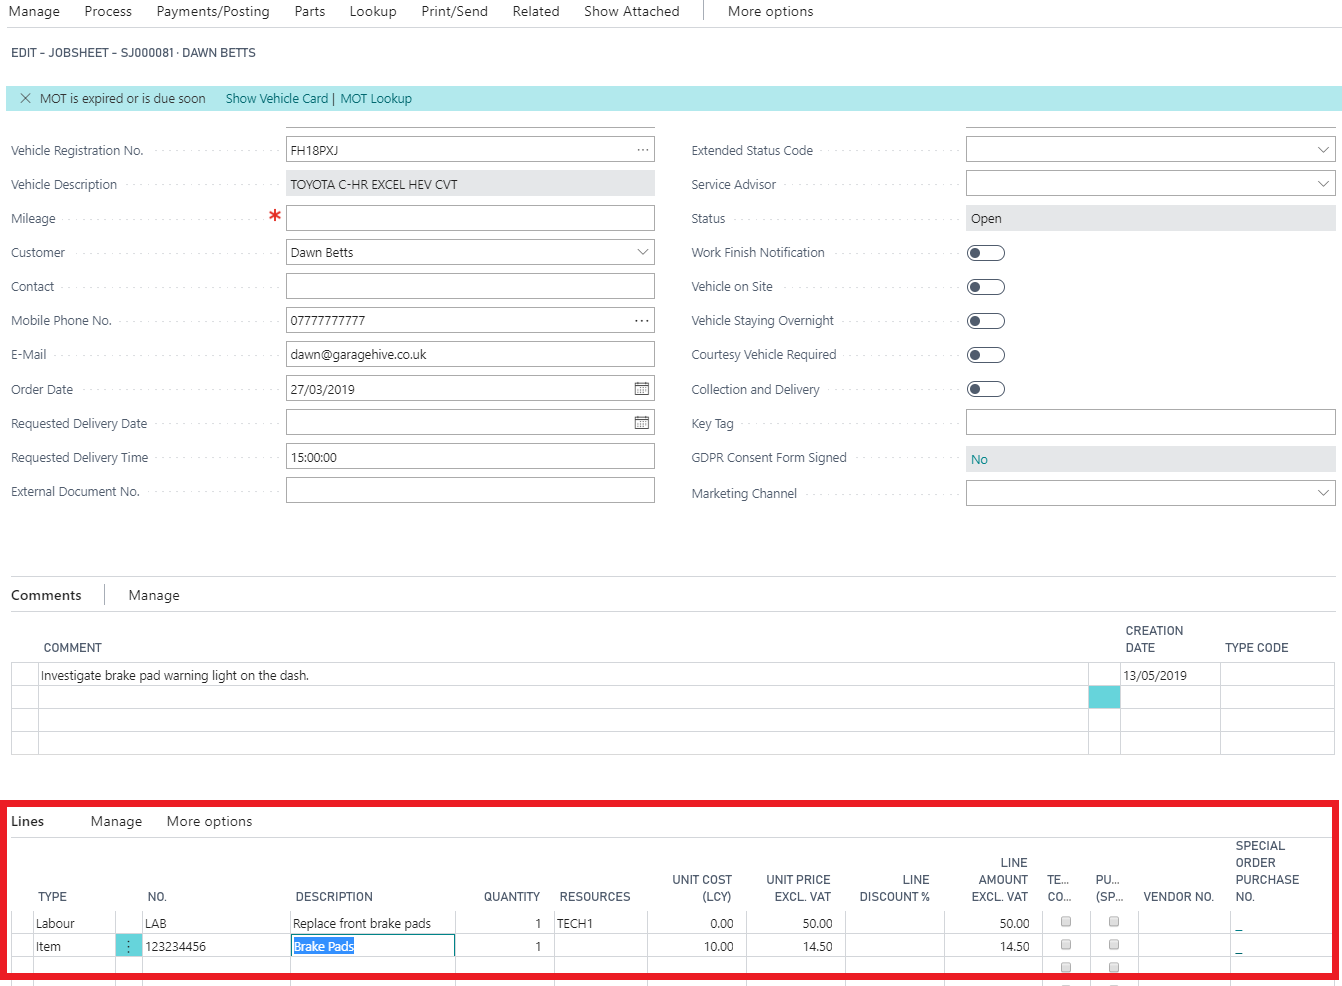 Manage Process Payments/Posting Parts Lookup Print/Send Related Show Attached More options
EDIT - JOBSHEET - SJ000081 · DAWN BETTS
MOT is expired or is due soon Show Vehicle Card | MOT Lookup
Vehicle Registration No. FH18PXJ ···
Vehicle Description TOYOTA C-HR EXCEL HEV CVT
Mileage *
Customer Dawn Betts
Contact
Mobile Phone No. 07777777777 ···
E-Mail dawn@garagehive.co.uk
Order Date 27/03/2019
Requested Delivery Date
Requested Delivery Time 15:00:00
External Document No.
Extended Status Code
Service Advisor
Status Open
Work Finish Notification
Vehicle on Site
Vehicle Staying Overnight
Courtesy Vehicle Required
Collection and Delivery
Key Tag
GDPR Consent Form Signed No
Marketing Channel
Comments Manage
COMMENT CREATION DATE TYPE CODE
Investigate brake pad warning light on the dash. 13/05/2019
Lines Manage More options
TYPE NO. DESCRIPTION QUANTITY RESOURCES UNIT COST (LCY) UNIT PRICE EXCL. VAT LINE DISCOUNT % LINE AMOUNT EXCL. VAT TE... CO... PU... (SP... VENDOR NO. SPECIAL ORDER PURCHASE NO.
Labour LAB Replace front brake pads 1 TECH1 0.00 50.00 50.00 _
Item 123234456 Brake Pads 1 10.00 14.50 14.50 _